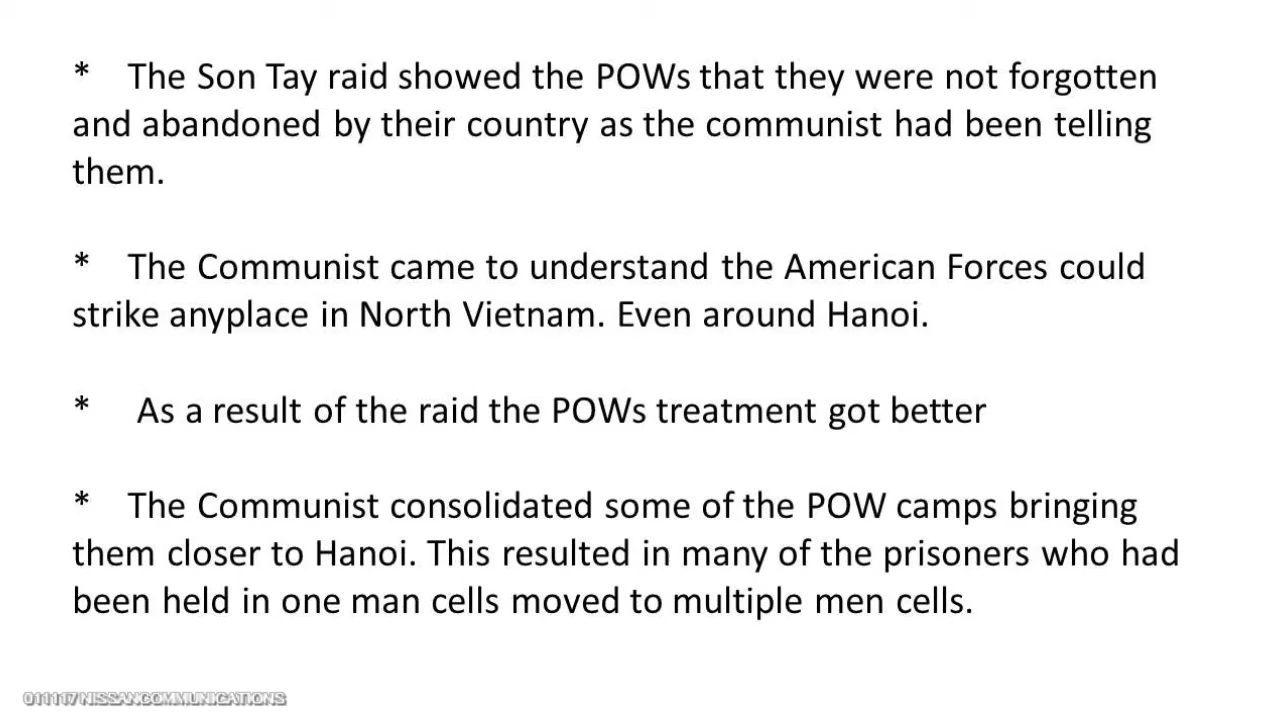 * The Son Tay raid showed the POWs that they were not forgotten
and abandoned by their country as the communist had been telling
them.
* The Communist came to understand the American Forces could
strike anyplace in North Vietnam. Even around Hanoi.
* As a result of the raid the POWs treatment got better
* The Communist consolidated some of the POW camps bringing
them closer to Hanoi. This resulted in many of the prisoners who had
been held in one man cells moved to multiple men cells.
011117 NISSANCOMMUNICATIONS